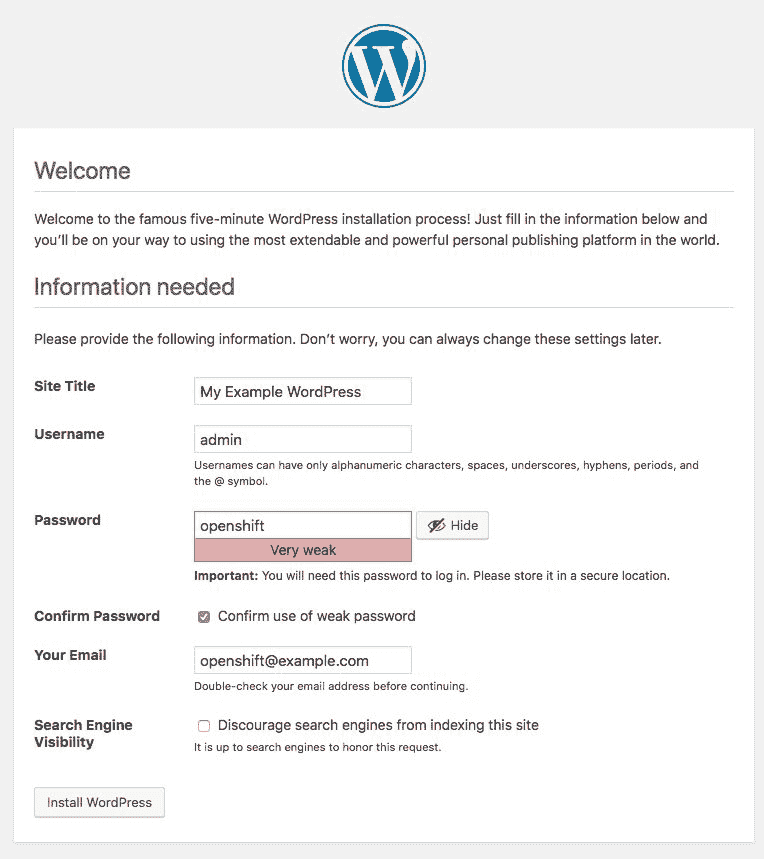 Welcome
Welcome to the famous five-minute WordPress installation process! Just fill in the information below and
you’ll be on your way to using the most extendable and powerful personal publishing platform in the world.
Information needed
Please provide the following information. Don’t worry, you can always change these settings later.
Site Title
My Example WordPress
Username
admin
Usernames can have only alphanumeric characters, spaces, underscores, hyphens, periods, and
the @ symbol.
Password
openshift
Hide
Very weak
Important: You will need this password to log in. Please store it in a secure location.
Confirm Password
Confirm use of weak password
Your Email
openshift@example.com
Double-check your email address before continuing.
Search Engine
Visibility
Discourage search engines from indexing this site
It is up to search engines to honor this request.
Install WordPress